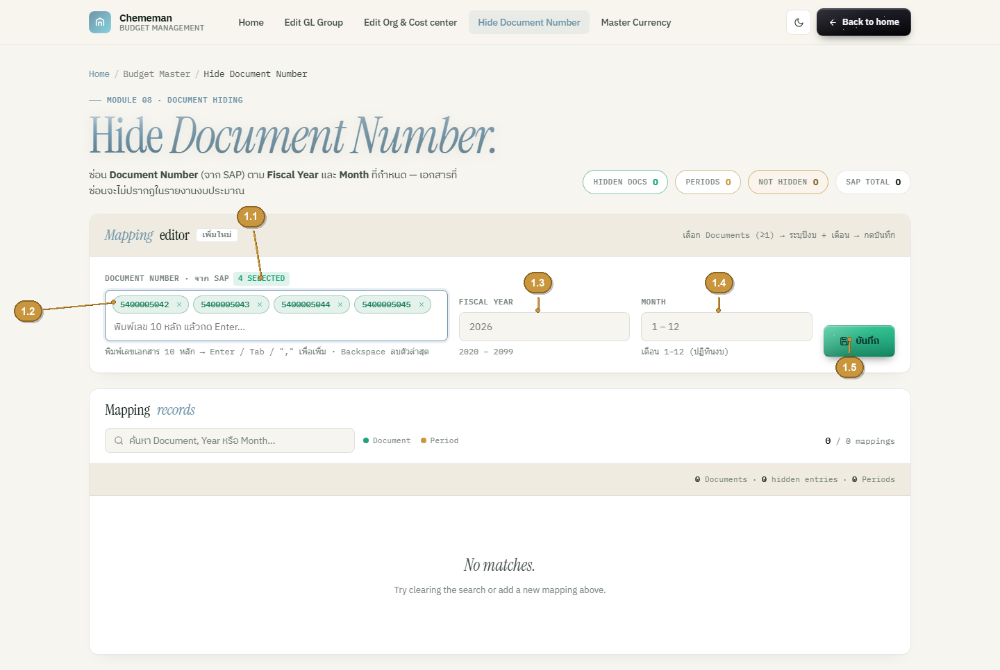 Chememan
BUDGET MANAGEMENT
Home
Edit GL Group
Edit Org & Cost center
Hide Document Number
Master Currency
← Back to home
Home / Budget Master / Hide Document Number
MODULE 08 · DOCUMENT HIDING
Hide Document Number.
ซ่อน Document Number (จาก SAP) ตาม Fiscal Year และ Month ที่กำหนด — เอกสารที่
ซ่อนจะไม่ปรากฏในรายงานงบประมาณ
HIDDEN DOCS 0
PERIODS 0
NOT HIDDEN 0
SAP TOTAL 0
1.1
Mapping editor เพิ่มใหม่
เลือก Documents (≥1) → ระบุปีงบ + เดือน → กดบันทึก
DOCUMENT NUMBER · จาก SAP 4 SELECTED
1.3
1.4
1.2
5400005042 ×
5400005043 ×
5400005044 ×
5400005045 ×
FISCAL YEAR
MONTH
พิมพ์เลข 10 หลัก แล้วกด Enter...
2026
1 – 12
บันทึก
พิมพ์เลขเอกสาร 10 หลัก → Enter / Tab / "," เพื่อเพิ่ม · Backspace ลบตัวล่าสุด
2020 – 2099
เดือน 1–12 (ปฏิทินงบ)
1.5
Mapping records
ค้นหา Document, Year หรือ Month...
Document
Period
0 / 0 mappings
0 Documents · 0 hidden entries · 0 Periods
No matches.
Try clearing the search or add a new mapping above.